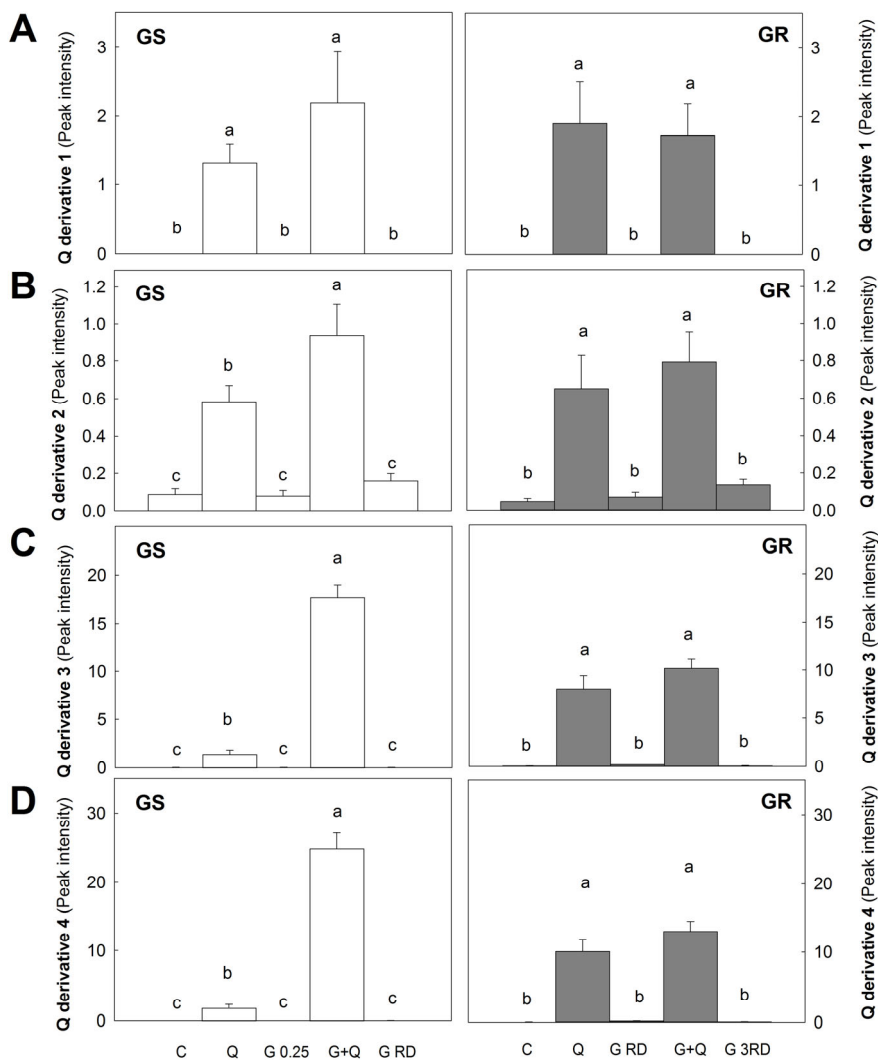 A
GS
GR
Q derivative 1 (Peak intensity)
3
2
1
0
b a b a b
b a b a b
3
2
1
0
Q derivative 1 (Peak intensity)
B
GS
GR
Q derivative 2 (Peak intensity)
1.2
1.0
0.8
0.6
0.4
0.2
0.0
c b c a c
b a b a b
1.2
1.0
0.8
0.6
0.4
0.2
0.0
Q derivative 2 (Peak intensity)
C
GS
GR
Q derivative 3 (Peak intensity)
20
15
10
5
0
c b c a c
b a b a b
20
15
10
5
0
Q derivative 3 (Peak intensity)
D
GS
GR
Q derivative 4 (Peak intensity)
30
20
10
0
c b c a c
b a b a b
30
20
10
0
Q derivative 4 (Peak intensity)
C Q G 0.25 G+Q G RD
C Q G RD G+Q G 3RD